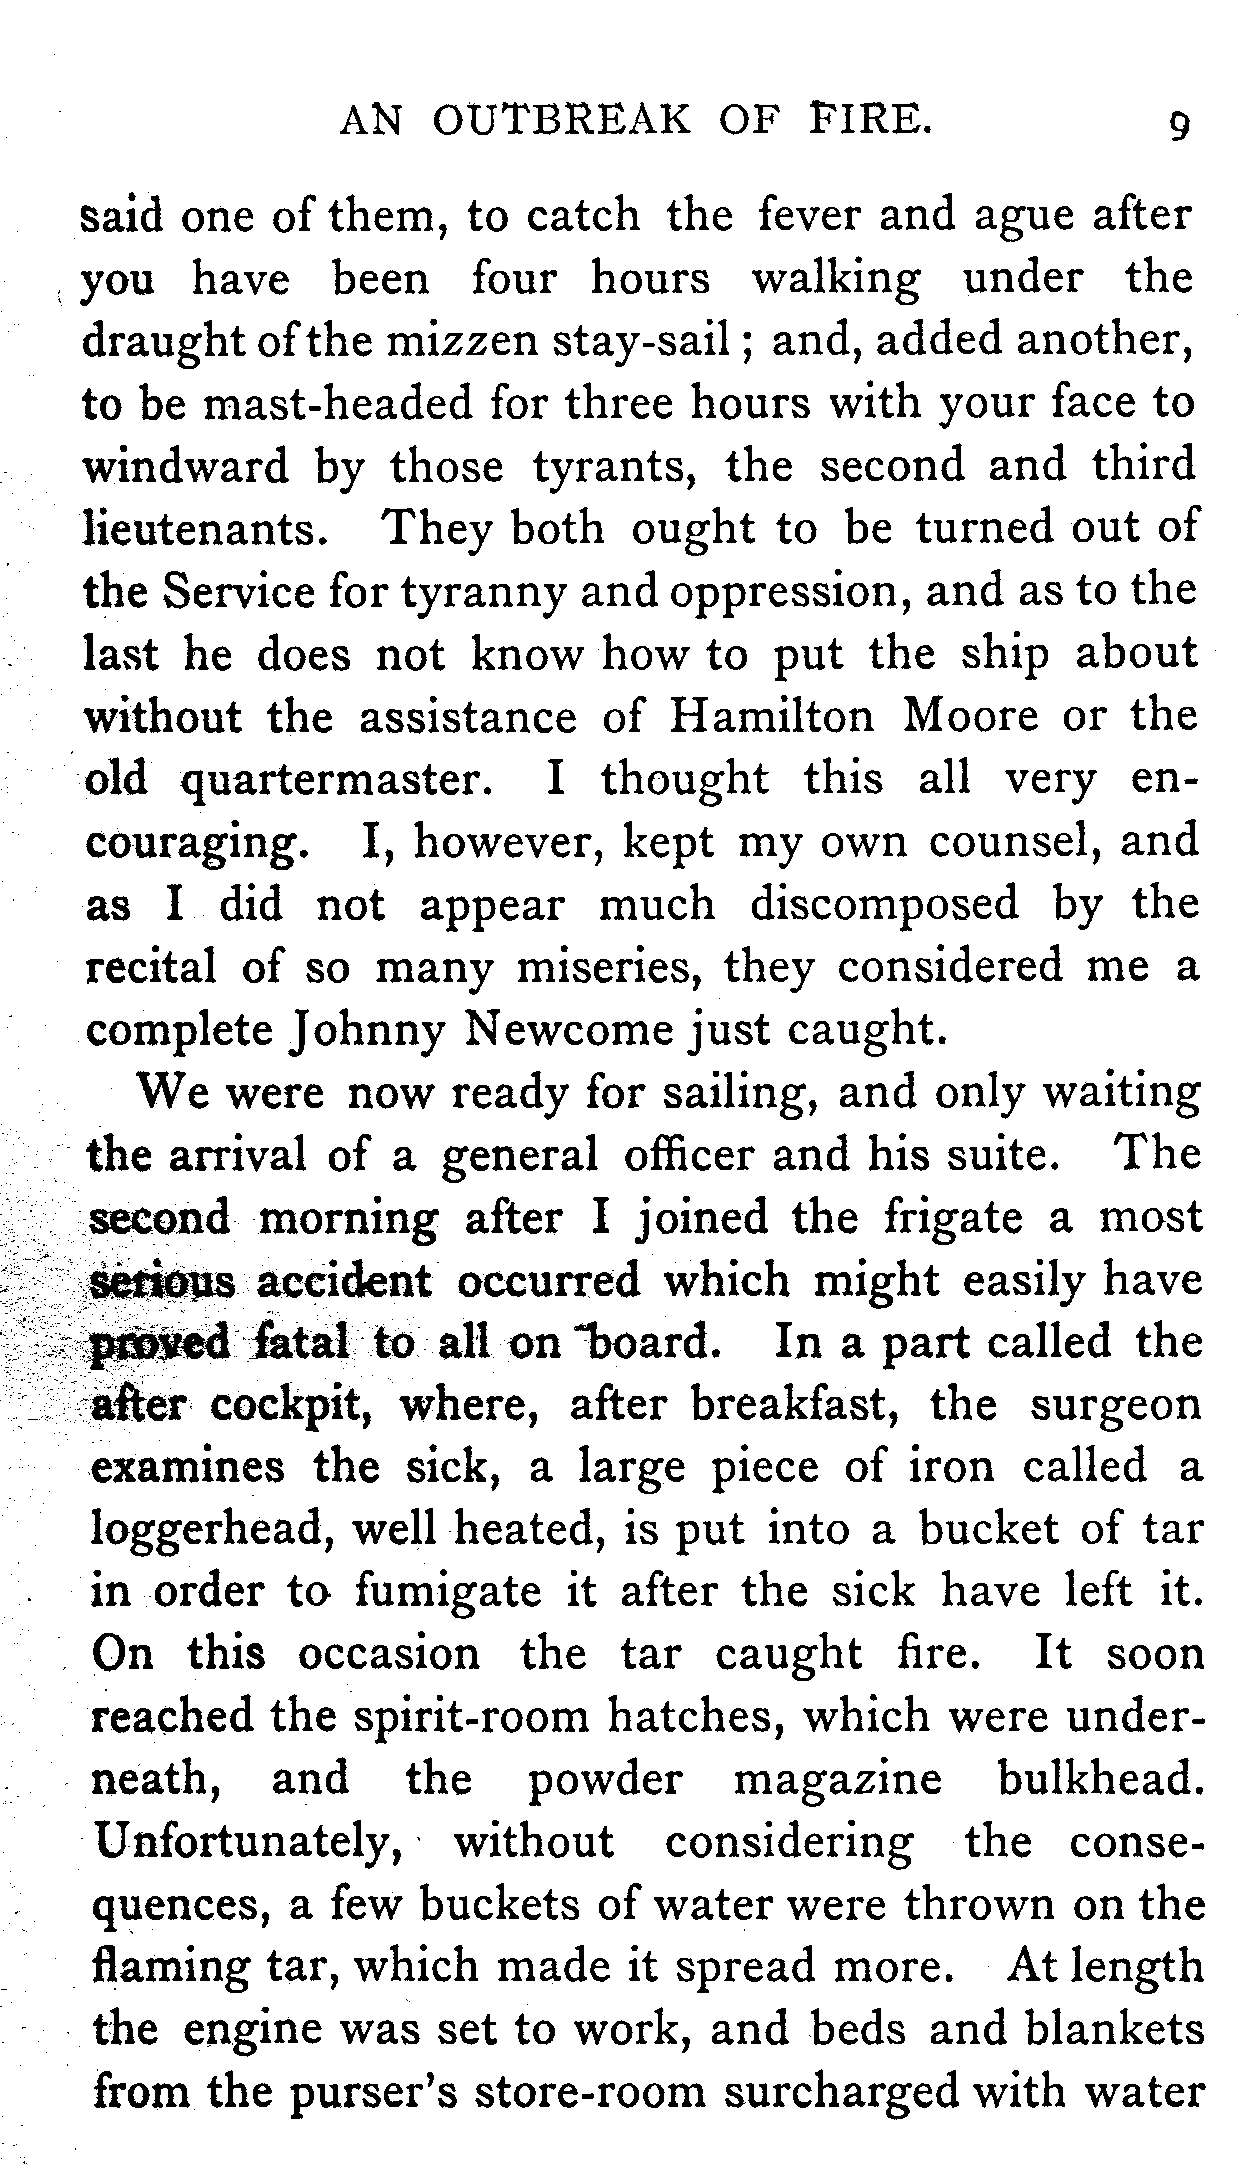 AN OUTBREAK OF FIRE. 9
said one of them, to catch the fever and ague after
you have been four hours walking under the
draught of the mizzen stay-sail ; and, added another,
to be mast-headed for three hours with your face to
windward by those tyrants, the second and third
lieutenants. They both ought to be turned out of
the Service for tyranny and oppression, and as to the
last he does not know how to put the ship about
without the assistance of Hamilton Moore or the
old quartermaster. I thought this all very en-
couraging. I, however, kept my own counsel, and
as I did not appear much discomposed by the
recital of so many miseries, they considered me a
complete Johnny Newcome just caught.
We were now ready for sailing, and only waiting
the arrival of a general officer and his suite. The
second morning after I joined the frigate a most
serious accident occurred which might easily have
proved fatal to all on board. In a part called the
after cockpit, where, after breakfast, the surgeon
examines the sick, a large piece of iron called a
loggerhead, well heated, is put into a bucket of tar
in order to fumigate it after the sick have left it.
On this occasion the tar caught fire. It soon
reached the spirit-room hatches, which were under-
neath, and the powder magazine bulkhead.
Unfortunately, without considering the conse-
quences, a few buckets of water were thrown on the
flaming tar, which made it spread more. At length
the engine was set to work, and beds and blankets
from the purser's store-room surcharged with water